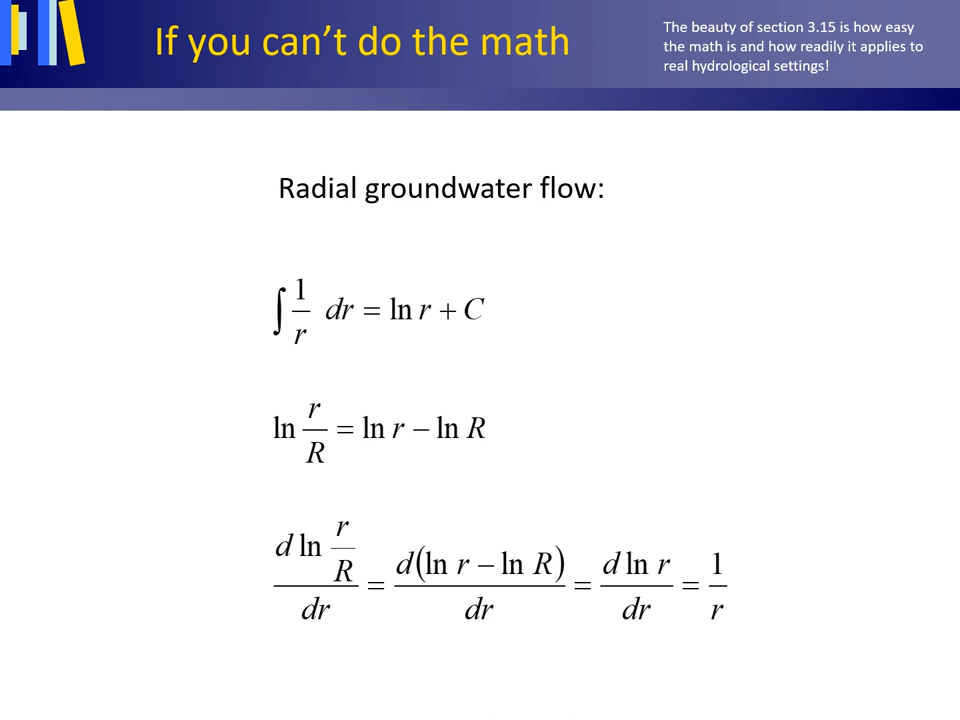 If you can’t do the math
The beauty of section 3.15 is how easy
the math is and how readily it applies to
real hydrological settings!
Radial groundwater flow:
∫ 1/r dr = ln r + C
ln r/R = ln r − ln R
d ln r/R / dr = d(ln r − ln R) / dr = d ln r / dr = 1/r